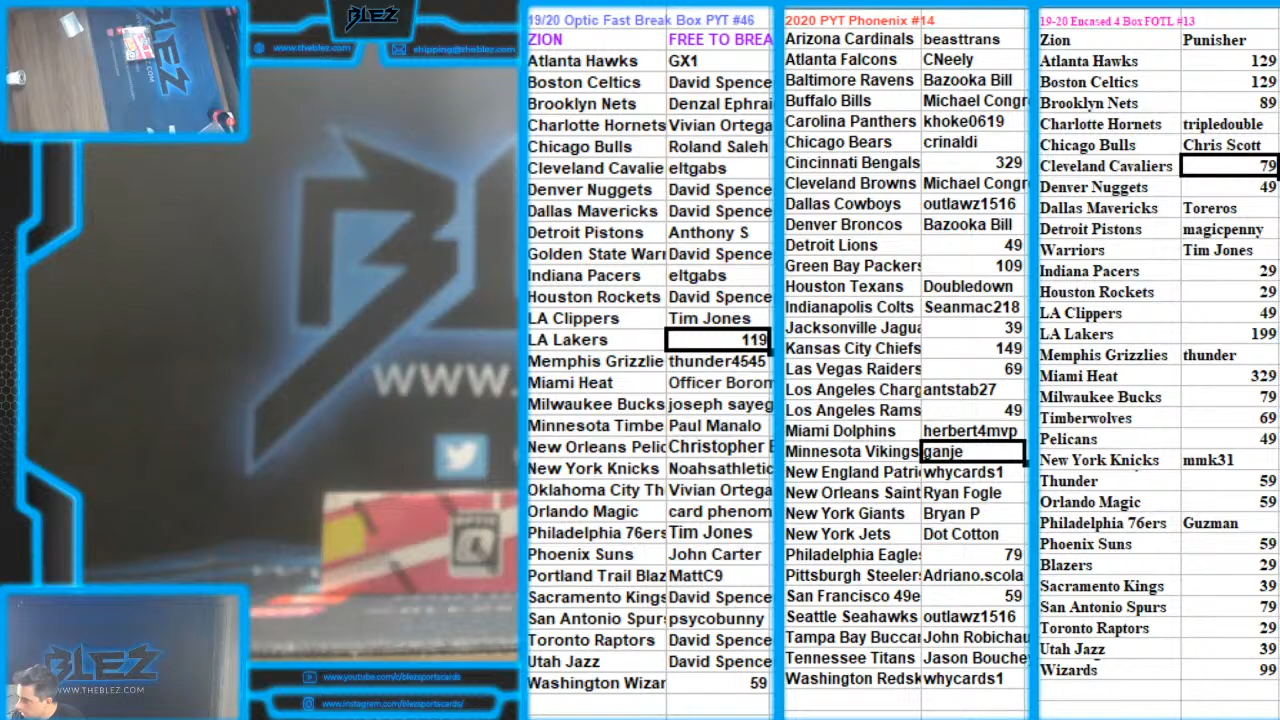 BLEZ
www.theblez.com
shipping@theblez.com
.COM
WWW.
BLEZ
WWW.THEBLEZ.COM
www.youtube.com/c/blezsportscards
www.instagram.com/blezsportscards/
19/20 Optic Fast Break Box PYT #46
ZION FREE TO BREA
Atlanta Hawks GX1
Boston Celtics David Spence
Brooklyn Nets Denzal Ephrai
Charlotte Hornets Vivian Ortega
Chicago Bulls Roland Saleh
Cleveland Cavalie eltgabs
Denver Nuggets David Spence
Dallas Mavericks David Spence
Detroit Pistons Anthony S
Golden State Warr David Spence
Indiana Pacers eltgabs
Houston Rockets David Spence
LA Clippers Tim Jones
LA Lakers 119
Memphis Grizzlie thunder4545
Miami Heat Officer Borom
Milwaukee Bucks joseph sayeg
Minnesota Timbe Paul Manalo
New Orleans Pelic Christopher E
New York Knicks Noahsathletic
Oklahoma City Th Vivian Ortega
Orlando Magic card phenom
Philadelphia 76ers Tim Jones
Phoenix Suns John Carter
Portland Trail Blaz MattC9
Sacramento Kings David Spence
San Antonio Spurs psycobunny
Toronto Raptors David Spence
Utah Jazz David Spence
Washington Wizar 59
2020 PYT Phonenix #14
Arizona Cardinals beasttrans
Atlanta Falcons CNeely
Baltimore Ravens Bazooka Bill
Buffalo Bills Michael Congr
Carolina Panthers khoke0619
Chicago Bears crinaldi
Cincinnati Bengals 329
Cleveland Browns Michael Congr
Dallas Cowboys outlawz1516
Denver Broncos Bazooka Bill
Detroit Lions 49
Green Bay Packers 109
Houston Texans Doubledown
Indianapolis Colts Seanmac218
Jacksonville Jagua 39
Kansas City Chiefs 149
Las Vegas Raiders 69
Los Angeles Charg antstab27
Los Angeles Rams 49
Miami Dolphins herbert4mvp
Minnesota Vikings ganje
New England Patri whycards1
New Orleans Saint Ryan Fogle
New York Giants Bryan P
New York Jets Dot Cotton
Philadelphia Eagles 79
Pittsburgh Steelers Adriano.scola
San Francisco 49e 59
Seattle Seahawks outlawz1516
Tampa Bay Buccar John Robichau
Tennessee Titans Jason Bouche
Washington Redsk whycards1
19-20 Encased 4 Box FOTL #13
Zion Punisher
Atlanta Hawks 129
Boston Celtics 129
Brooklyn Nets 89
Charlotte Hornets tripledouble
Chicago Bulls Chris Scott
Cleveland Cavaliers 79
Denver Nuggets 49
Dallas Mavericks Toreros
Detroit Pistons magicpenny
Warriors Tim Jones
Indiana Pacers 29
Houston Rockets 29
LA Clippers 49
LA Lakers 199
Memphis Grizzlies thunder
Miami Heat 329
Milwaukee Bucks 79
Timberwolves 69
Pelicans 49
New York Knicks mmk31
Thunder 59
Orlando Magic 59
Philadelphia 76ers Guzman
Phoenix Suns 59
Blazers 29
Sacramento Kings 39
San Antonio Spurs 79
Toronto Raptors 29
Utah Jazz 39
Wizards 99